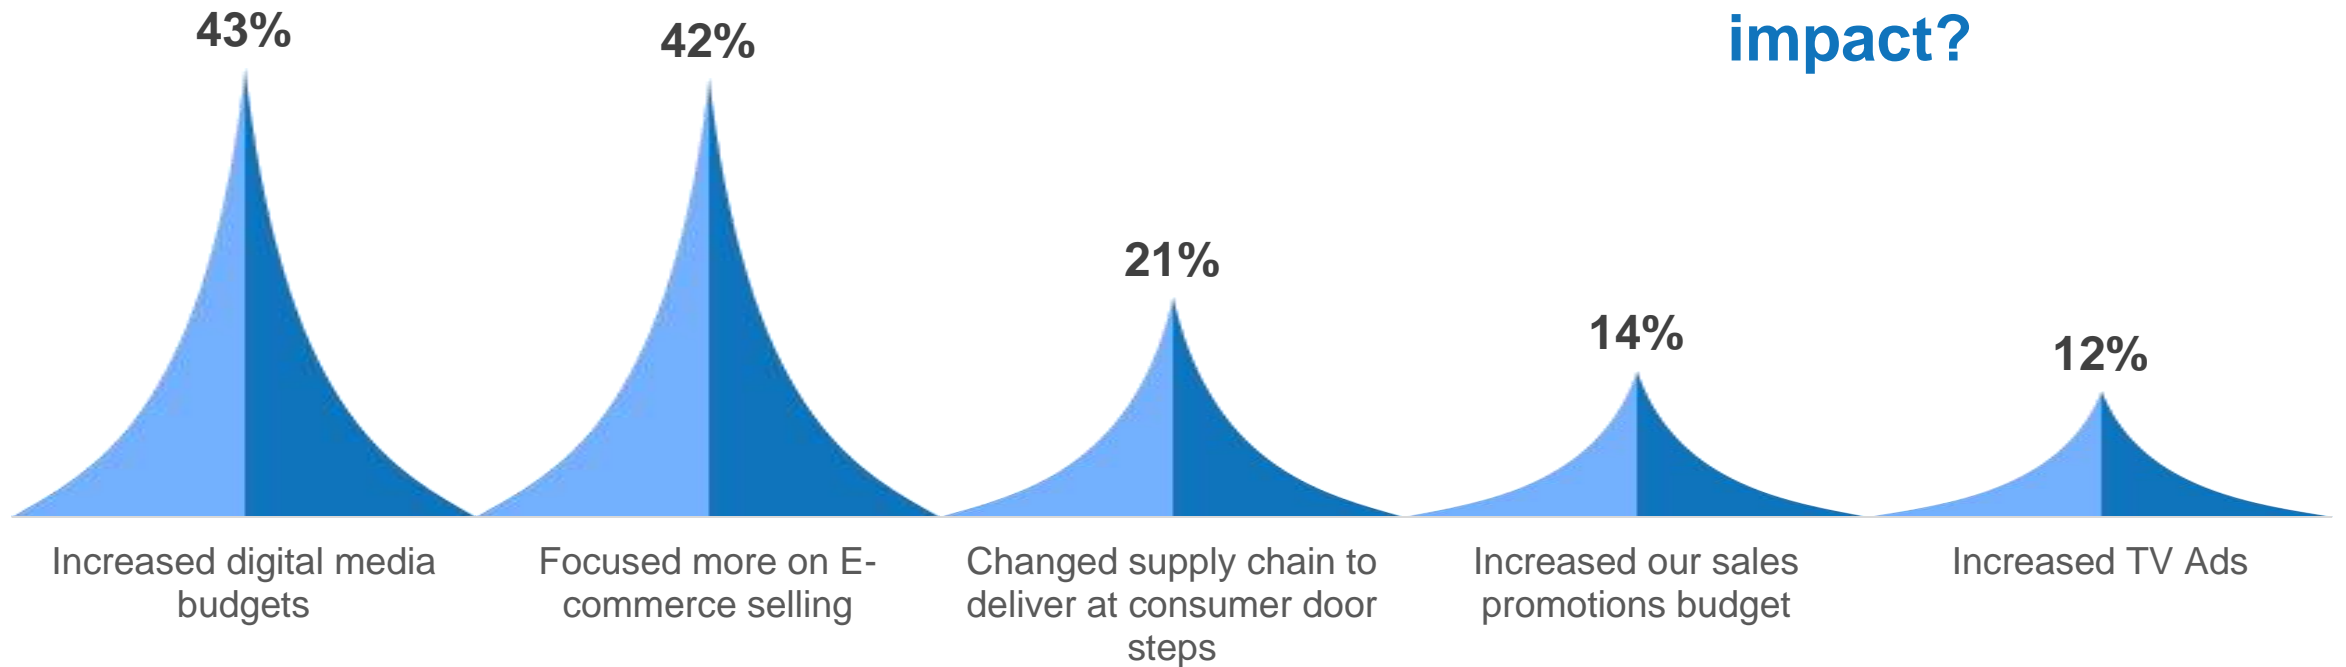 impact?
43%
42%
21%
14%
12%
Increased digital media
budgets
Focused more on E-
commerce selling
Changed supply chain to
deliver at consumer door
steps
Increased our sales
promotions budget
Increased TV Ads